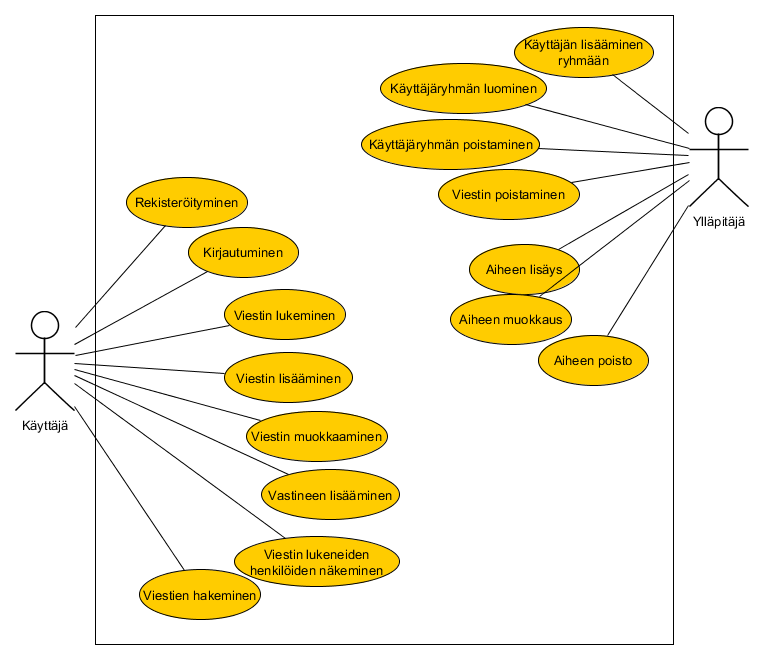 Käyttäjän lisääminen
ryhmään
Käyttäjäryhmän luominen
Käyttäjäryhmän poistaminen
Viestin poistaminen
Ylläpitäjä
Rekisteröityminen
Kirjautuminen
Aiheen lisäys
Viestin lukeminen
Aiheen muokkaus
Aiheen poisto
Viestin lisääminen
Käyttäjä
Viestin muokkaaminen
Vastineen lisääminen
Viestin lukeneiden
henkilöiden näkeminen
Viestien hakeminen